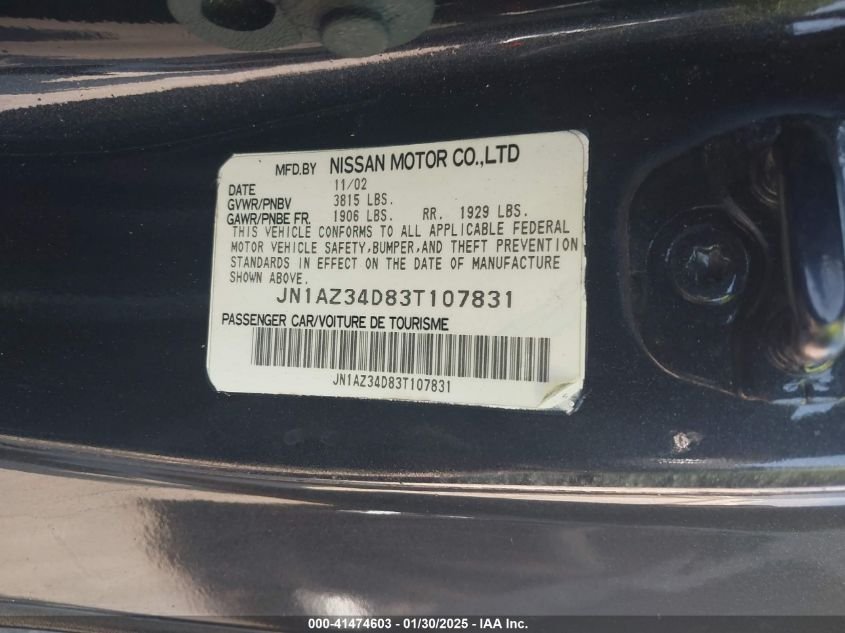 MFD.BY NISSAN MOTOR CO.,LTD
DATE 11/02
GVWR/PNBV 3815 LBS.
GAWR/PNBE FR. 1906 LBS. RR. 1929 LBS.
THIS VEHICLE CONFORMS TO ALL APPLICABLE FEDERAL
MOTOR VEHICLE SAFETY,BUMPER,AND THEFT PREVENTION
STANDARDS IN EFFECT ON THE DATE OF MANUFACTURE
SHOWN ABOVE.
JN1AZ34D83T107831
PASSENGER CAR/VOITURE DE TOURISME
JN1AZ34D83T107831
000-41474603 - 01/30/2025 - IAA Inc.